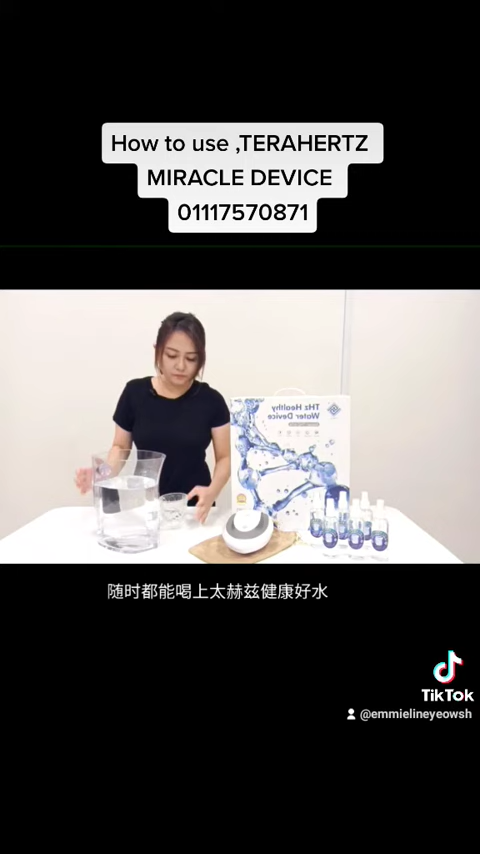 How to use ,TERAHERTZ
MIRACLE DEVICE
01117570871
THz Healthy
Water Device
随时都能喝上太赫兹健康好水
TikTok
@emmielineyeowsh